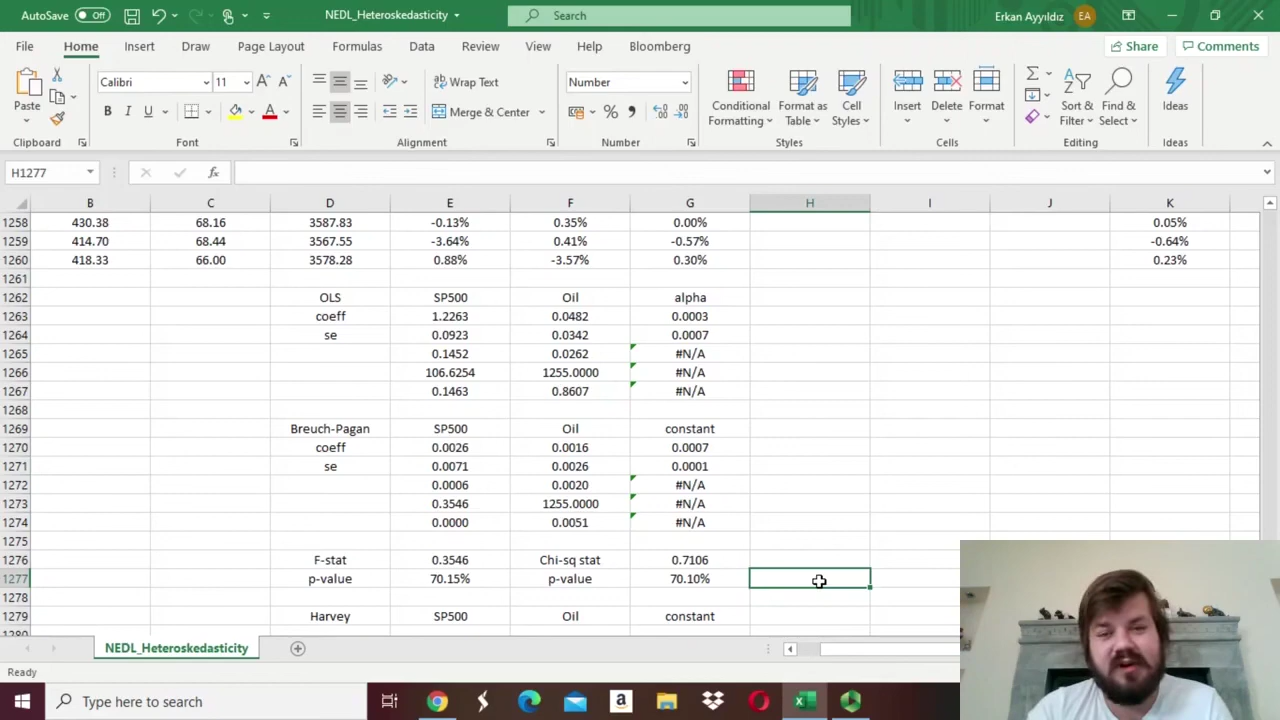 AutoSave Off NEDL_Heteroskedasticity Search Erkan Ayyıldız EA
File Home Insert Draw Page Layout Formulas Data Review View Help Bloomberg Share Comments
Paste Calibri 11 Wrap Text Number Conditional Formatting Format as Table Cell Styles Insert Delete Format Sort & Filter Find & Select Ideas
B I U Merge & Center
Clipboard Font Alignment Number Styles Cells Editing Ideas
H1277 fx
B C D E F G H I J K
1258 430.38 68.16 3587.83 -0.13% 0.35% 0.00% 0.05%
1259 414.70 68.44 3567.55 -3.64% 0.41% -0.57% -0.64%
1260 418.33 66.00 3578.28 0.88% -3.57% 0.30% 0.23%
1261
1262 OLS SP500 Oil alpha
1263 coeff 1.2263 0.0482 0.0003
1264 se 0.0923 0.0342 0.0007
1265 0.1452 0.0262 #N/A
1266 106.6254 1255.0000 #N/A
1267 0.1463 0.8607 #N/A
1268
1269 Breuch-Pagan SP500 Oil constant
1270 coeff 0.0026 0.0016 0.0007
1271 se 0.0071 0.0026 0.0001
1272 0.0006 0.0020 #N/A
1273 0.3546 1255.0000 #N/A
1274 0.0000 0.0051 #N/A
1275
1276 F-stat 0.3546 Chi-sq stat 0.7106
1277 p-value 70.15% p-value 70.10%
1278
1279 Harvey SP500 Oil constant
1280
NEDL_Heteroskedasticity
Ready
Type here to search